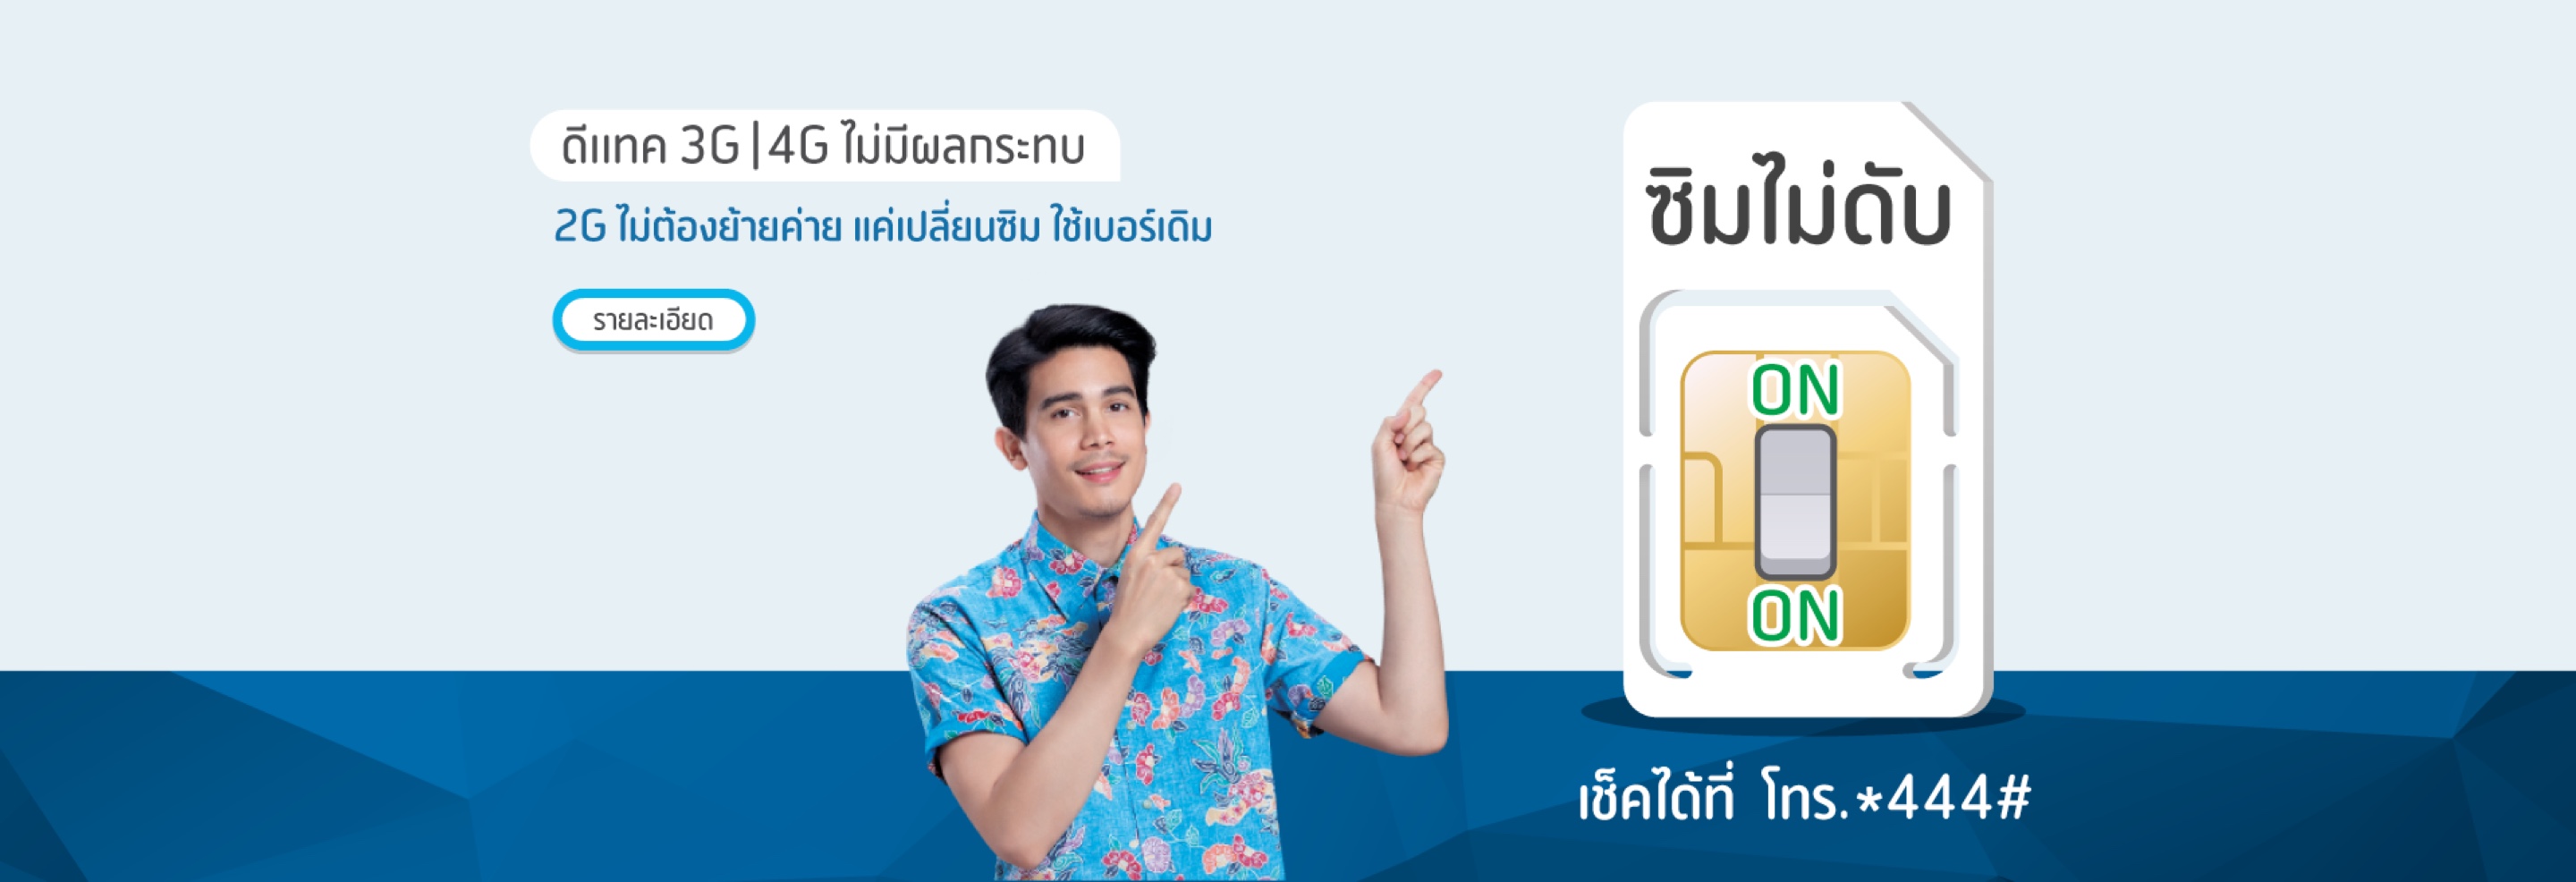 ดีแทค 3G|4G ไม่มีผลกระทบ
2G ไม่ต้องย้ายค่าย แค่เปลี่ยนซิม ใช้เบอร์เดิม
รายละเอียด
ซิมไม่ดับ
ON
ON
เช็คได้ที่ โทร.*444#